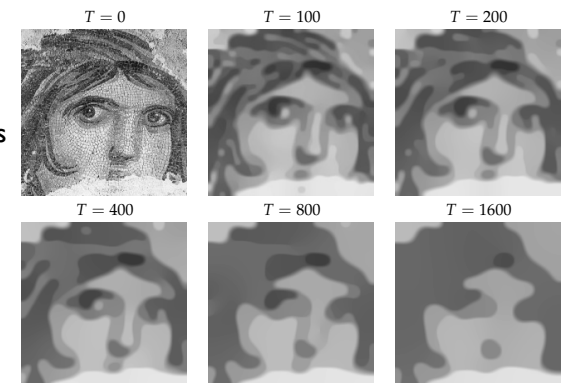 T = 0
T = 100
T = 200
s
T = 400
T = 800
T = 1600